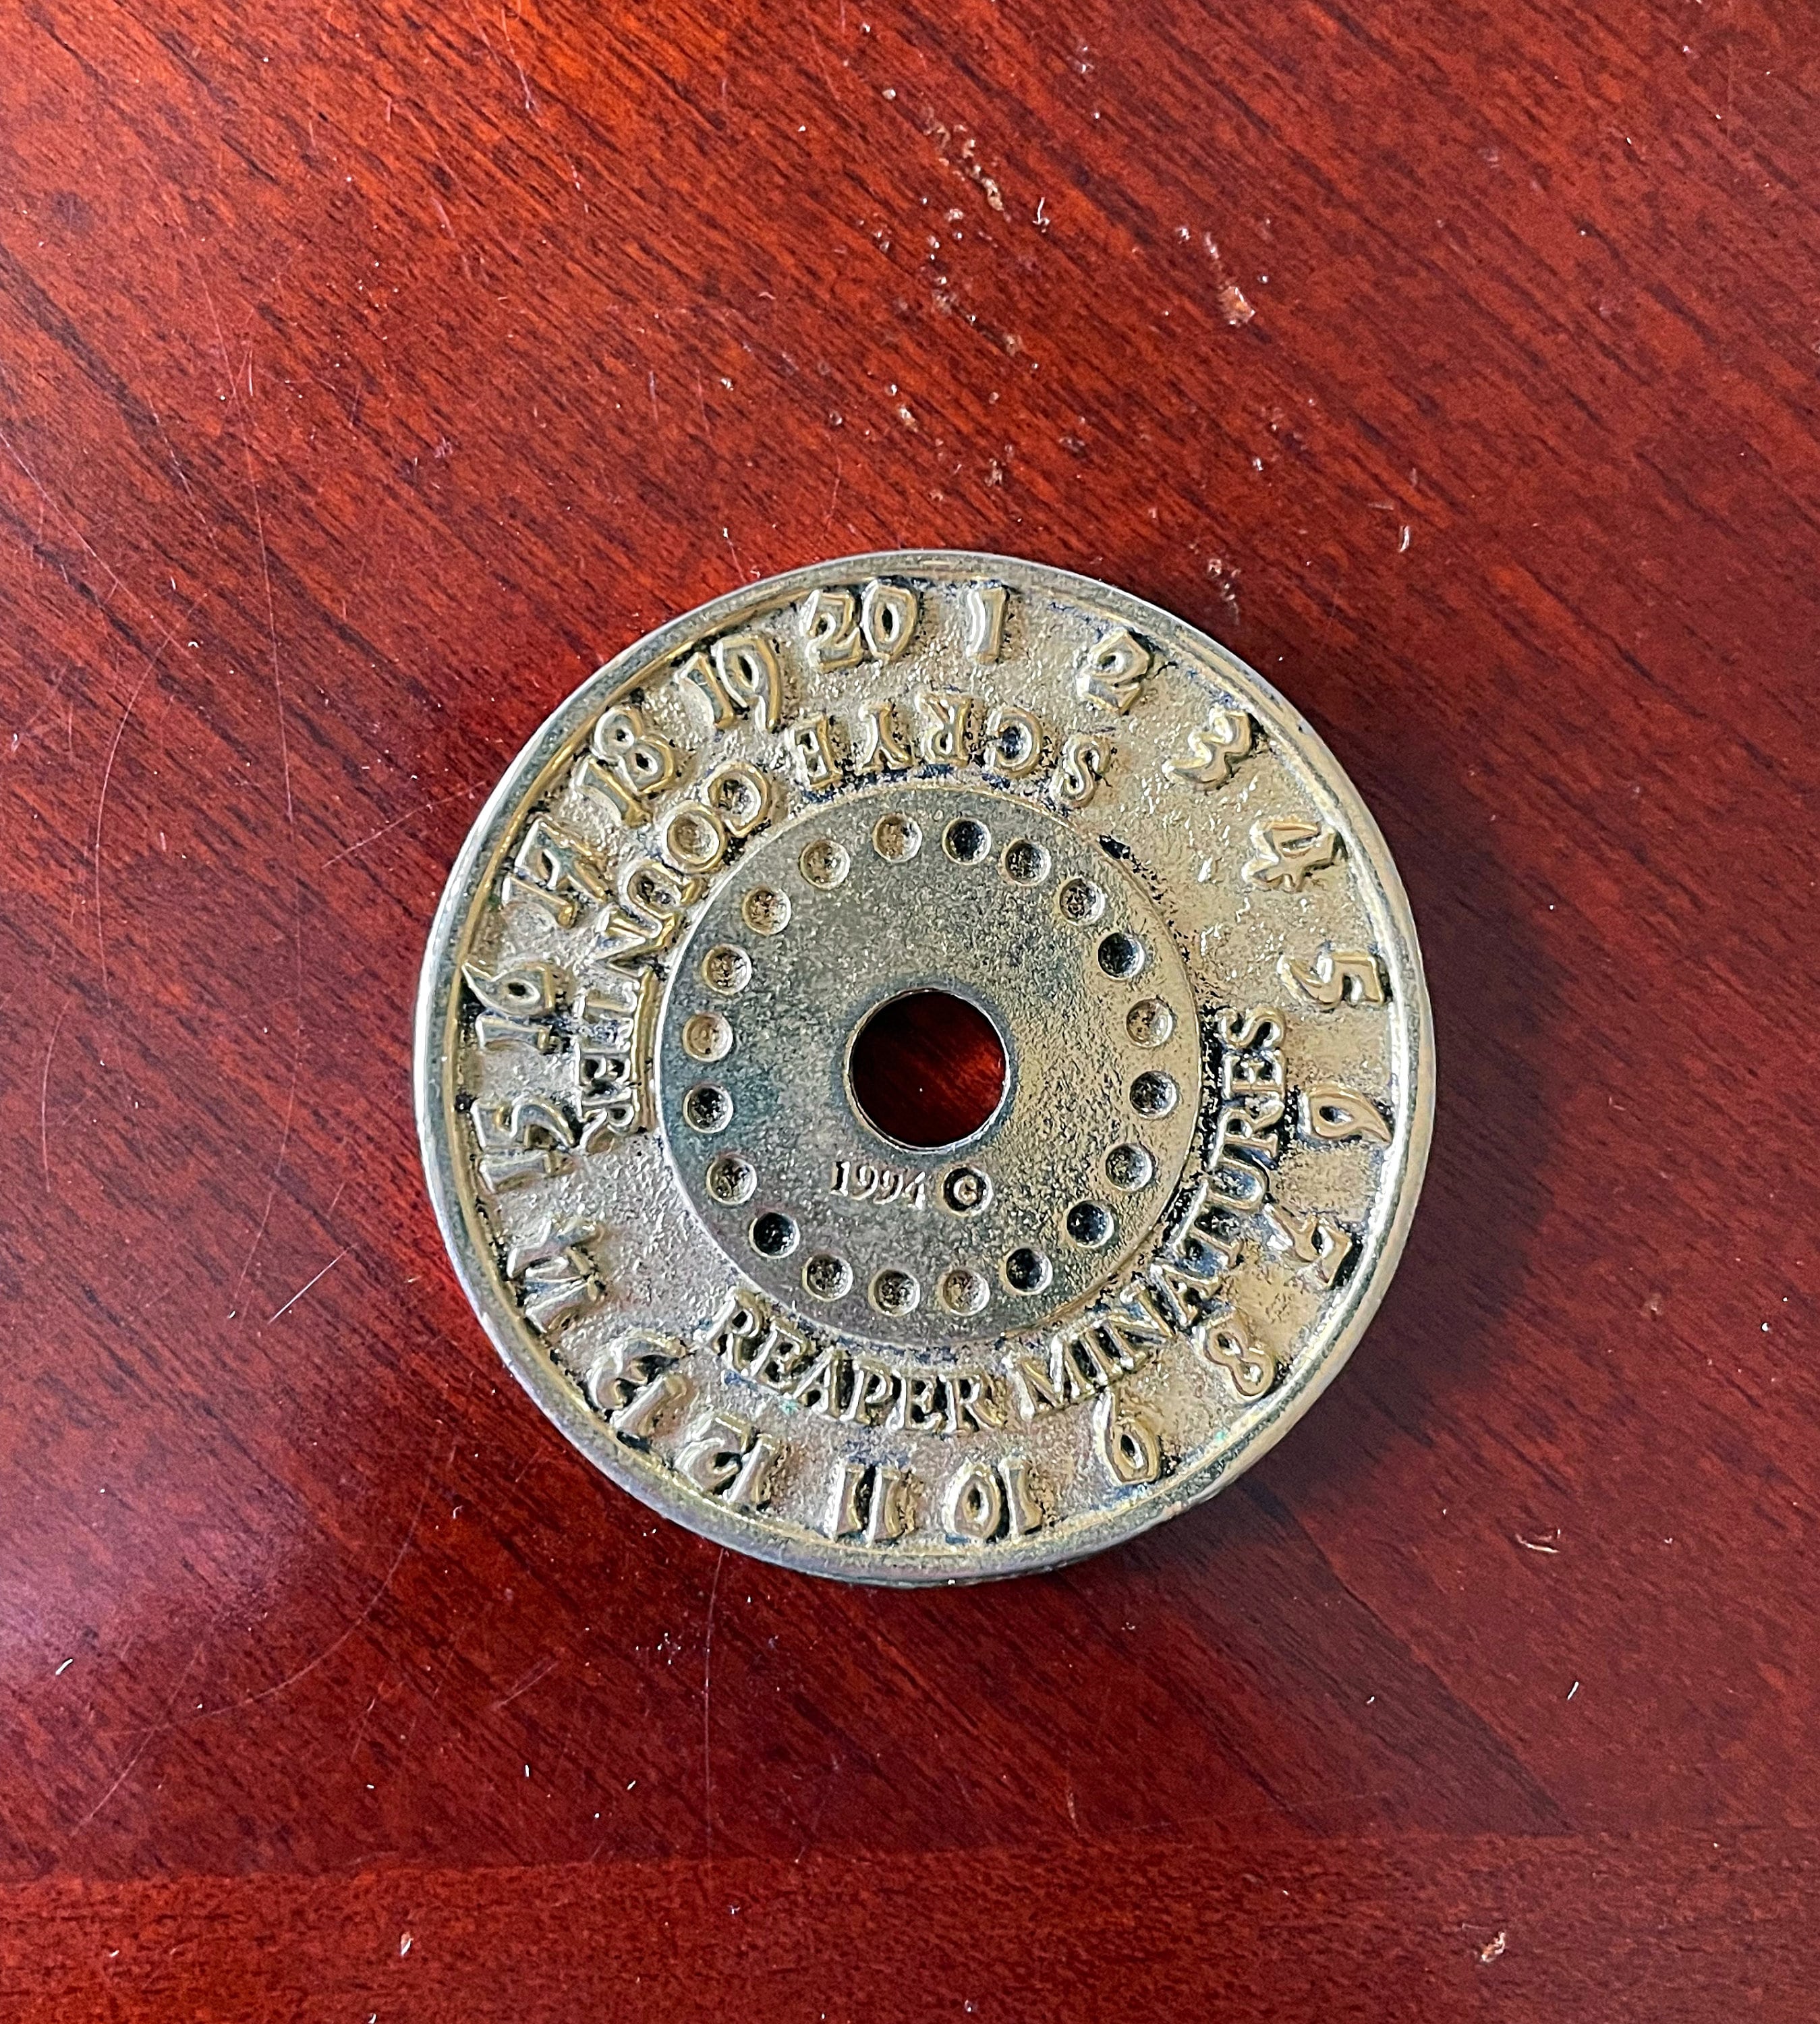 1 2 3 4 5 6 7 8 9 10 11 12 13 14 15 16 17 18 19 20
SCRYE COUNTER
REAPER MINATURES
1994 ©